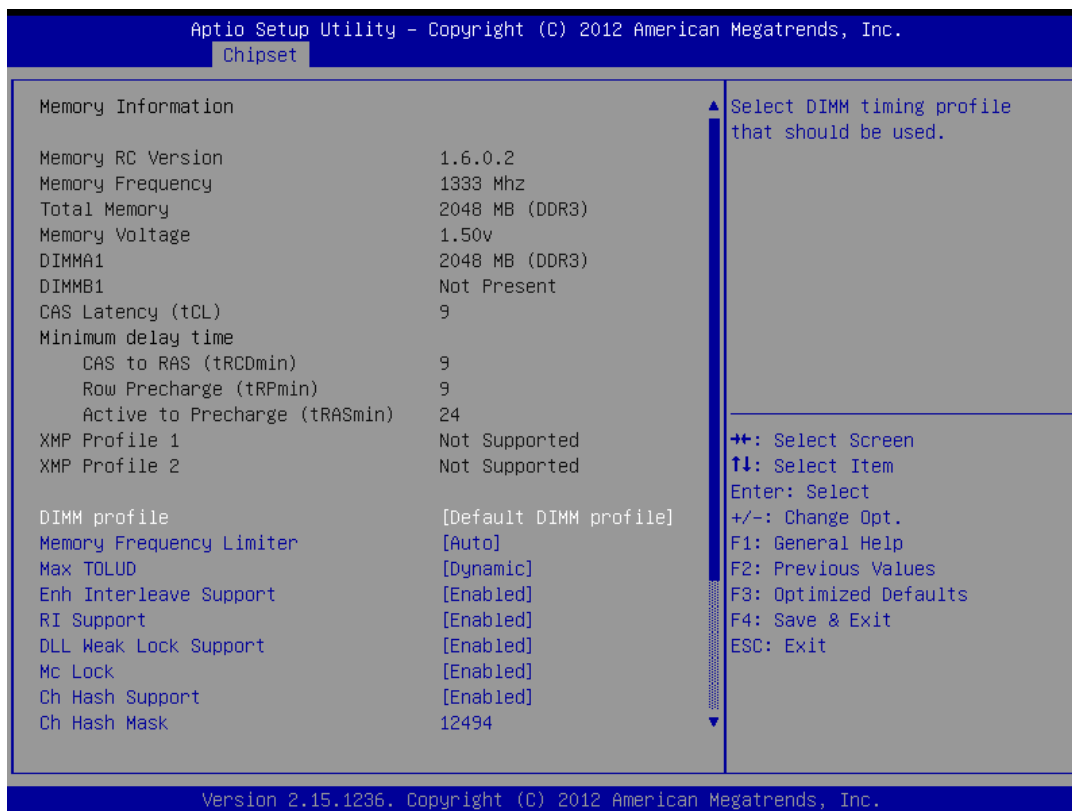 Aptio Setup Utility – Copyright (C) 2012 American Megatrends, Inc.
Chipset
Memory Information
Memory RC Version 1.6.0.2
Memory Frequency 1333 Mhz
Total Memory 2048 MB (DDR3)
Memory Voltage 1.50v
DIMMA1 2048 MB (DDR3)
DIMMB1 Not Present
CAS Latency (tCL) 9
Minimum delay time
CAS to RAS (tRCDmin) 9
Row Precharge (tRPmin) 9
Active to Precharge (tRASmin) 24
XMP Profile 1 Not Supported
XMP Profile 2 Not Supported
DIMM profile [Default DIMM profile]
Memory Frequency Limiter [Auto]
Max TOLUD [Dynamic]
Enh Interleave Support [Enabled]
RI Support [Enabled]
DLL Weak Lock Support [Enabled]
Mc Lock [Enabled]
Ch Hash Support [Enabled]
Ch Hash Mask 12494
Select DIMM timing profile
that should be used.
→←: Select Screen
↑↓: Select Item
Enter: Select
+/-: Change Opt.
F1: General Help
F2: Previous Values
F3: Optimized Defaults
F4: Save & Exit
ESC: Exit
Version 2.15.1236. Copyright (C) 2012 American Megatrends, Inc.